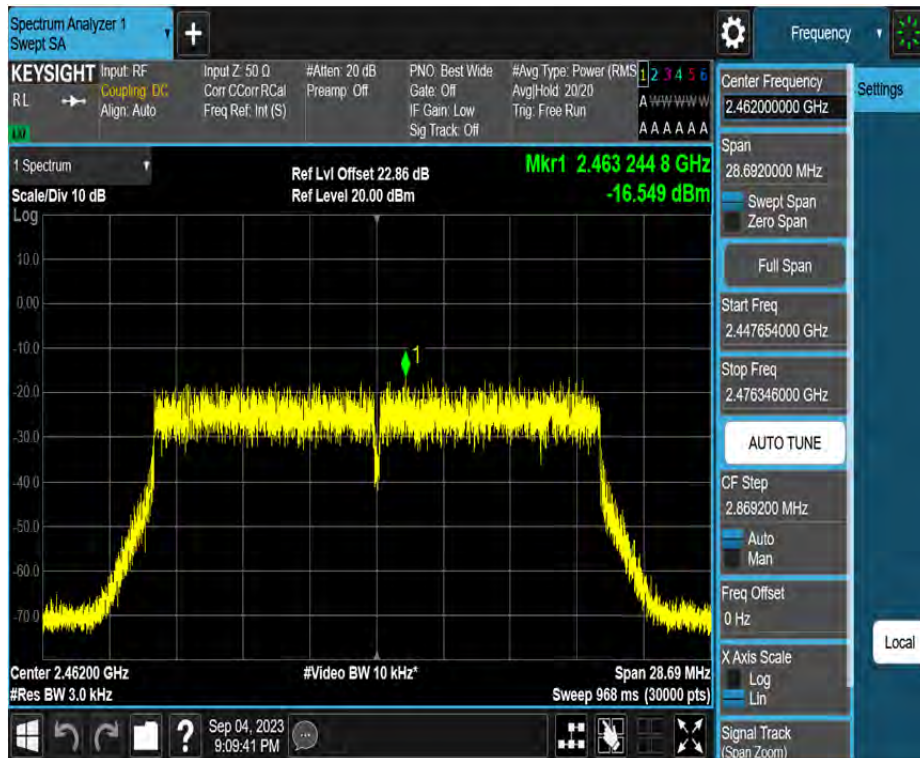 Spectrum Analyzer 1
Swept SA
+
Frequency
KEYSIGHT
RL
Input: RF
Coupling: DC
Align: Auto
Input Z: 50 Ω
Corr CCorr RCal
Freq Ref: Int (S)
#Atten: 20 dB
Preamp: Off
PNO: Best Wide
Gate: Off
IF Gain: Low
Sig Track: Off
#Avg Type: Power (RMS
Avg|Hold: 20/20
Trig: Free Run
1 2 3 4 5 6
A W W W W W
A A A A A A
1 Spectrum
Scale/Div 10 dB
Log
Ref Lvl Offset 22.86 dB
Ref Level 20.00 dBm
Mkr1 2.463 244 8 GHz
-16.549 dBm
10.0
0.00
-10.0
-20.0
-30.0
-40.0
-50.0
-60.0
-70.0
1
Center 2.46200 GHz
#Res BW 3.0 kHz
#Video BW 10 kHz*
Span 28.69 MHz
Sweep 968 ms (30000 pts)
Sep 04, 2023
9:09:41 PM
?
Center Frequency
2.462000000 GHz
Span
28.6920000 MHz
Swept Span
Zero Span
Full Span
Start Freq
2.447654000 GHz
Stop Freq
2.476346000 GHz
AUTO TUNE
CF Step
2.869200 MHz
Auto
Man
Freq Offset
0 Hz
X Axis Scale
Log
Lin
Signal Track
(Span Zoom)
Settings
Local